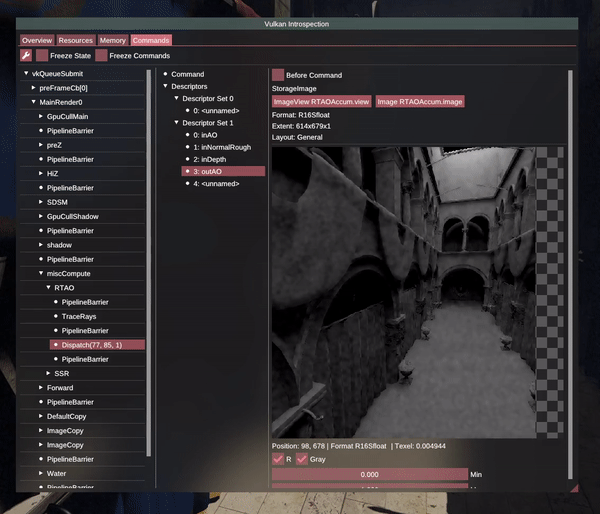 Vulkan Introspection
Overview Resources Memory Commands
Freeze State Freeze Commands
vkQueueSubmit
preFrameCb[0]
MainRender0
GpuCullMain
PipelineBarrier
preZ
PipelineBarrier
HiZ
PipelineBarrier
SDSM
GpuCullShadow
PipelineBarrier
shadow
PipelineBarrier
miscCompute
RTAO
PipelineBarrier
TraceRays
PipelineBarrier
Dispatch(77, 85, 1)
PipelineBarrier
SSR
Forward
PipelineBarrier
DefaultCopy
ImageCopy
ImageCopy
PipelineBarrier
Water
PipelineBarrier
Command
Descriptors
Descriptor Set 0
0: <unnamed>
Descriptor Set 1
0: inAO
1: inNormalRough
2: inDepth
3: outAO
4: <unnamed>
Before Command
StorageImage
ImageView RTAOAccum.view Image RTAOAccum.image
Format: R16Sfloat
Extent: 614x679x1
Layout: General
Position: 98, 678 | Format R16Sfloat | Texel: 0.004944
R Gray
0.000 Min